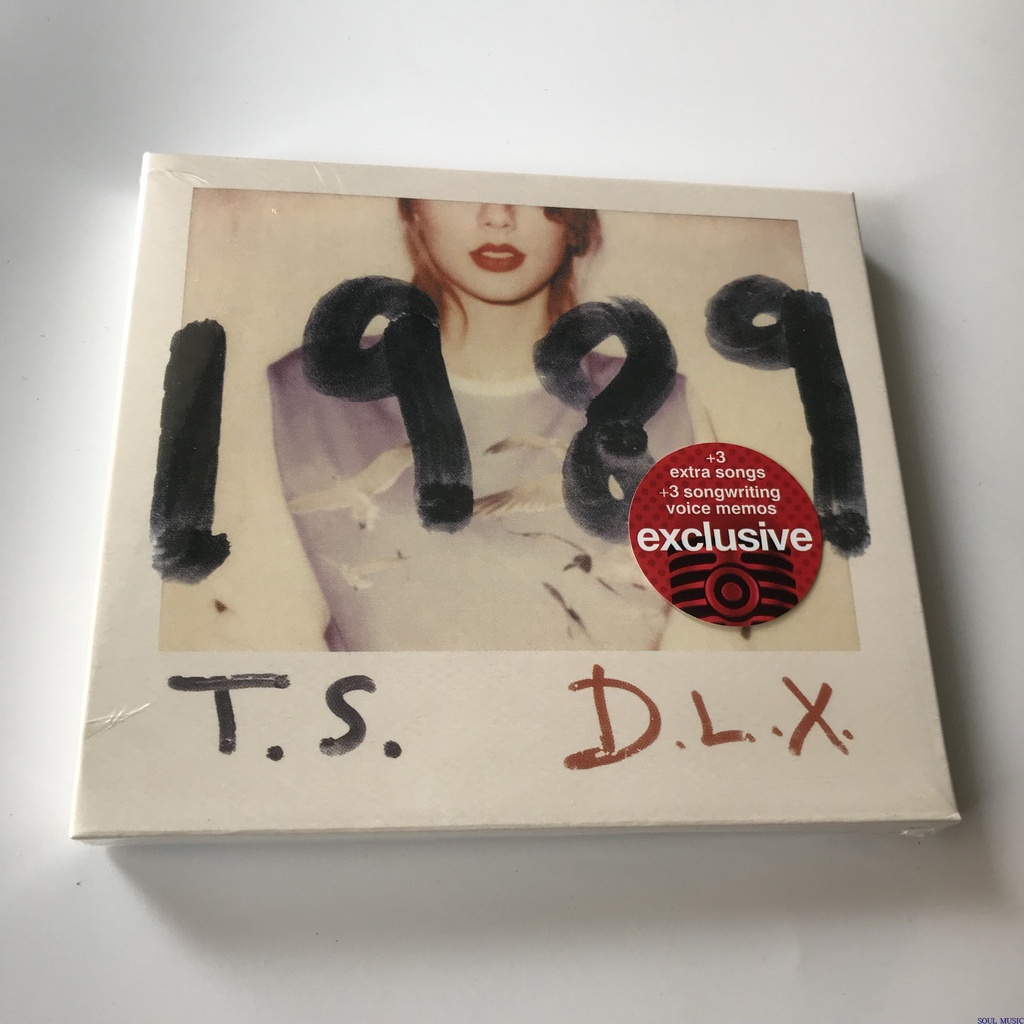 1989
+3
extra songs
+3 songwriting
voice memos
exclusive
T.S. D.L.X.
SOUL MUSIC